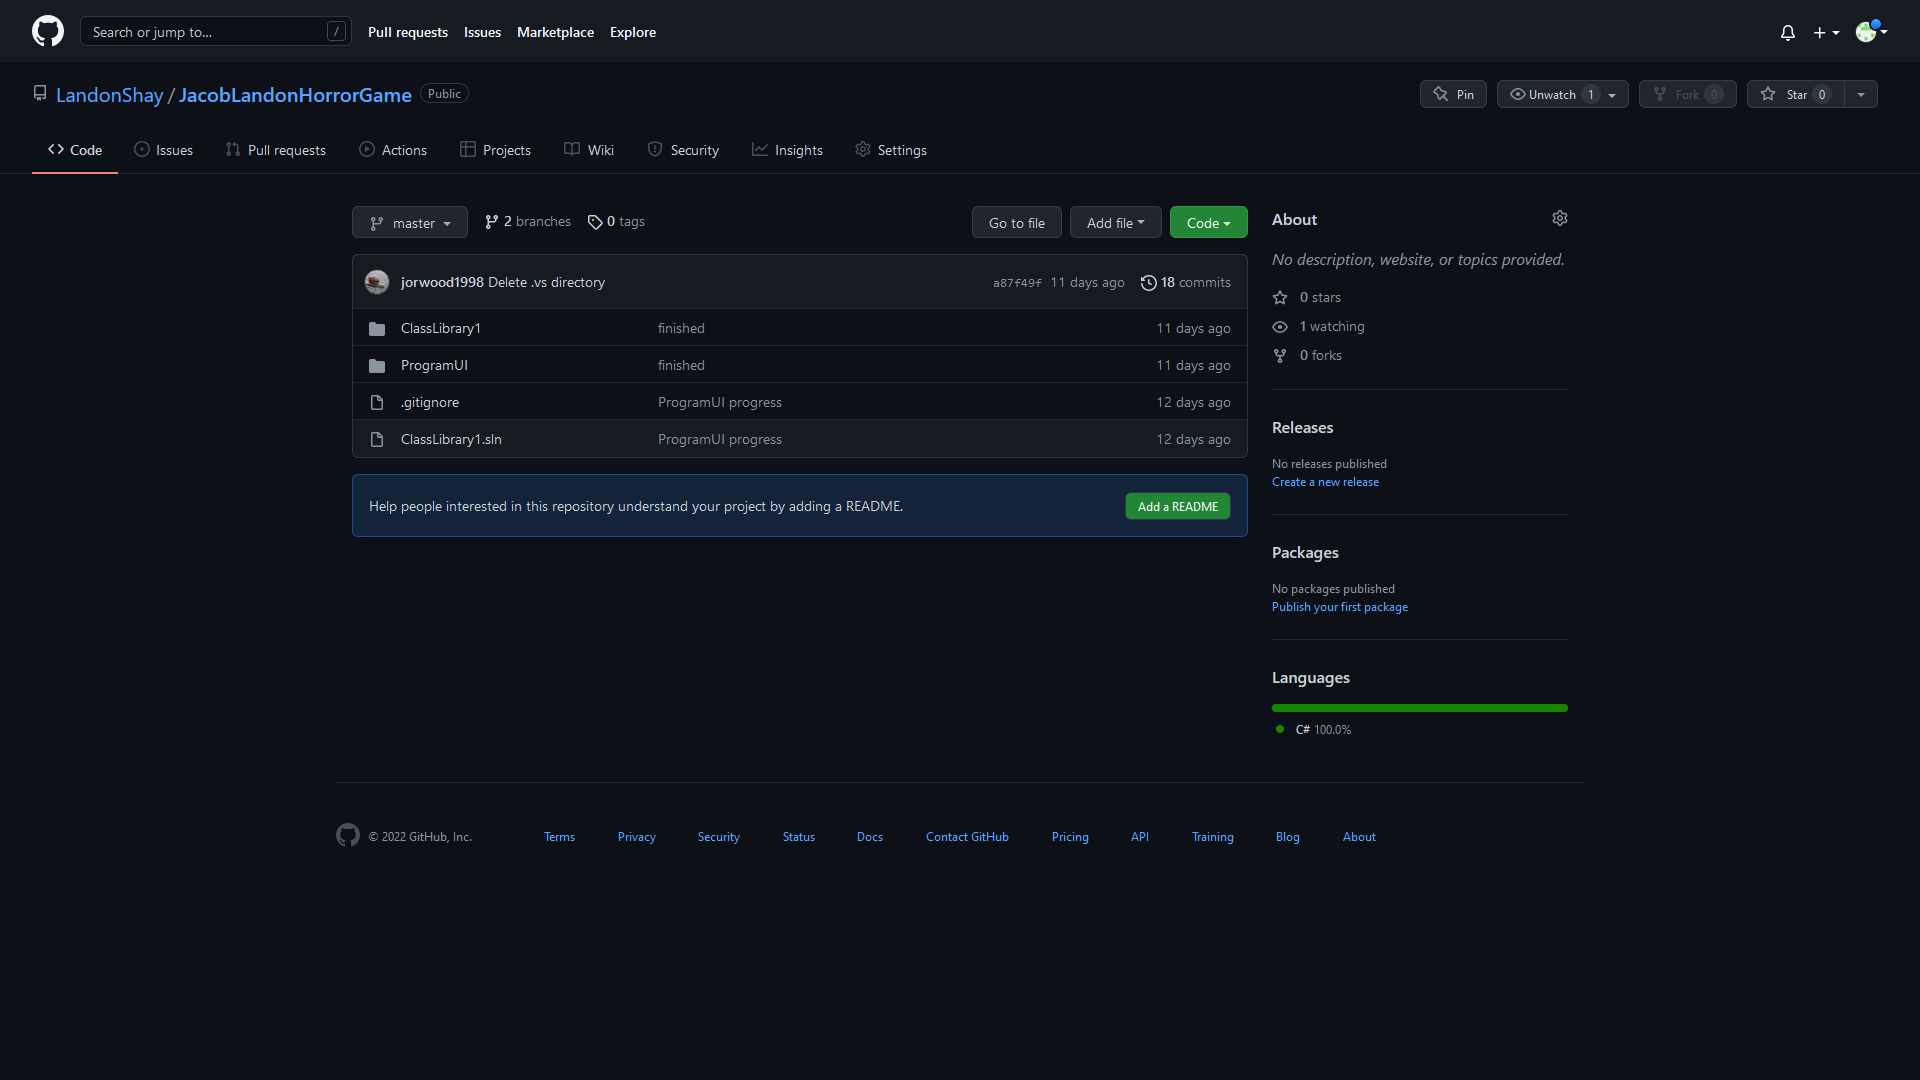 Search or jump to... / Pull requests Issues Marketplace Explore
LandonShay / JacobLandonHorrorGame Public Pin Unwatch 1 Fork 0 Star 0
Code Issues Pull requests Actions Projects Wiki Security Insights Settings
master 2 branches 0 tags Go to file Add file Code
jorwood1998 Delete .vs directory a87f49f 11 days ago 18 commits
ClassLibrary1 finished 11 days ago
ProgramUI finished 11 days ago
.gitignore ProgramUI progress 12 days ago
ClassLibrary1.sln ProgramUI progress 12 days ago
Help people interested in this repository understand your project by adding a README. Add a README
About
No description, website, or topics provided.
0 stars
1 watching
0 forks
Releases
No releases published
Create a new release
Packages
No packages published
Publish your first package
Languages
C# 100.0%
© 2022 GitHub, Inc. Terms Privacy Security Status Docs Contact GitHub Pricing API Training Blog About